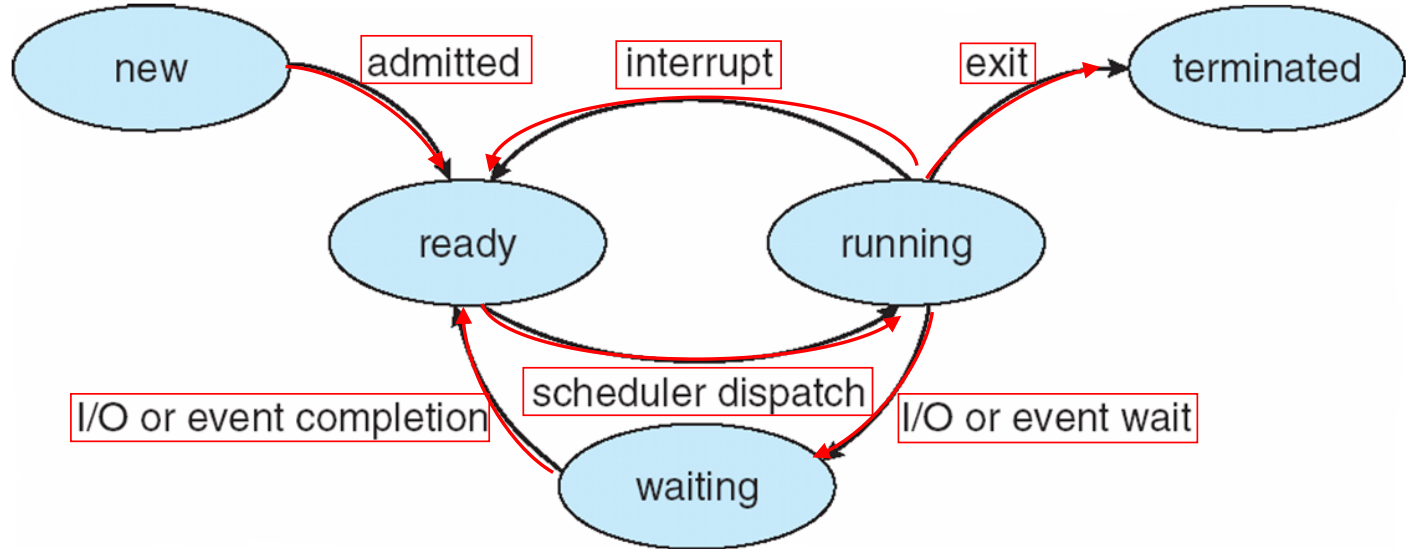 new
admitted
interrupt
exit
terminated
ready
running
scheduler dispatch
I/O or event completion
I/O or event wait
waiting